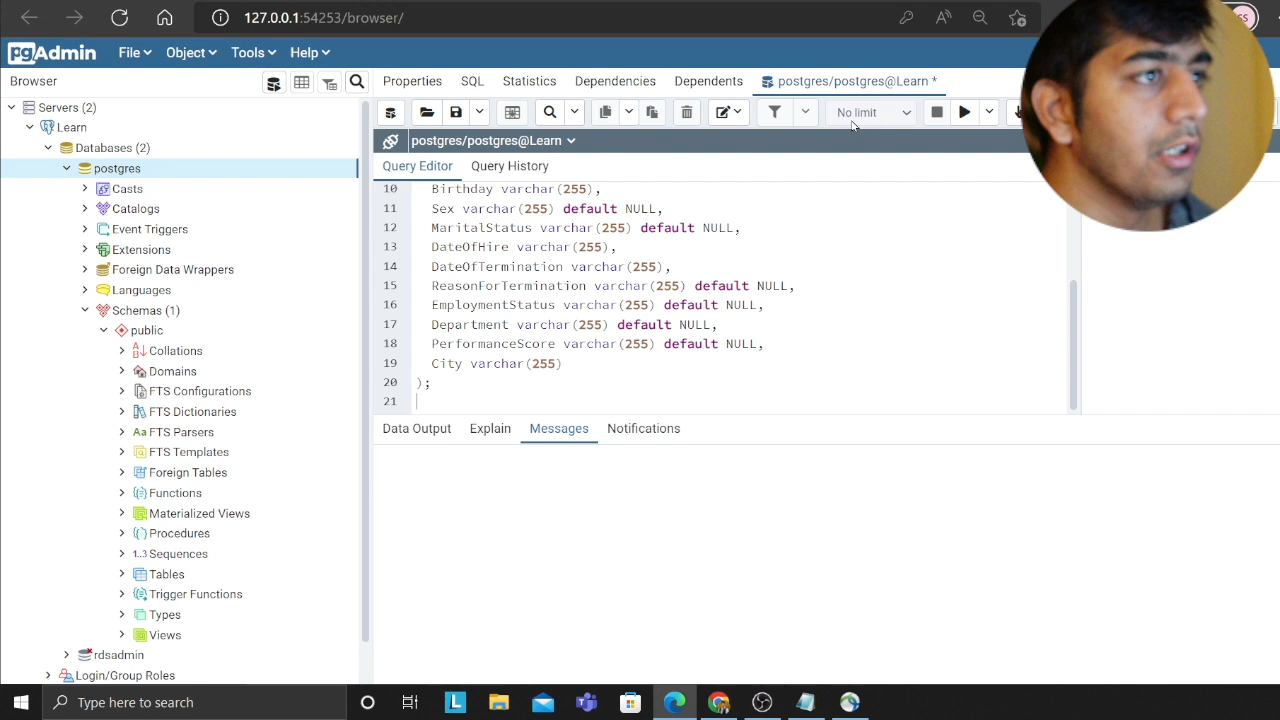 127.0.0.1:54253/browser/
pgAdmin File Object Tools Help
Browser
Properties SQL Statistics Dependencies Dependents postgres/postgres@Learn *
No limit
postgres/postgres@Learn
Query Editor Query History
Servers (2)
Learn
Databases (2)
postgres
Casts
Catalogs
Event Triggers
Extensions
Foreign Data Wrappers
Languages
Schemas (1)
public
Collations
Domains
FTS Configurations
FTS Dictionaries
Aa FTS Parsers
FTS Templates
Foreign Tables
Functions
Materialized Views
Procedures
1..3 Sequences
Tables
Trigger Functions
Types
Views
rdsadmin
Login/Group Roles
10 Birthday varchar(255),
11 Sex varchar(255) default NULL,
12 MaritalStatus varchar(255) default NULL,
13 DateOfHire varchar(255),
14 DateOfTermination varchar(255),
15 ReasonForTermination varchar(255) default NULL,
16 EmploymentStatus varchar(255) default NULL,
17 Department varchar(255) default NULL,
18 PerformanceScore varchar(255) default NULL,
19 City varchar(255)
20 );
21
Data Output Explain Messages Notifications
Type here to search